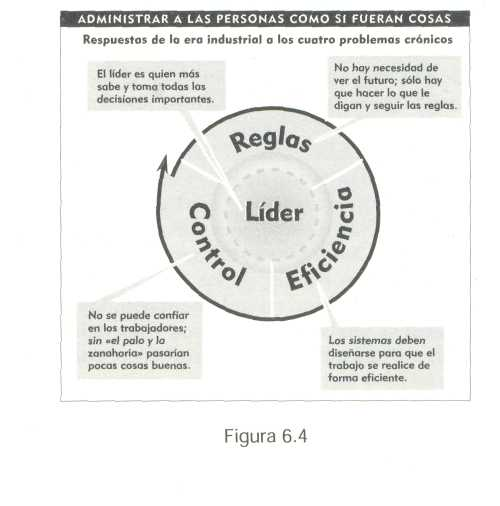 ADMINISTRAR A LAS PERSONAS COMO SI FUERAN COSAS
Respuestas de la era industrial a los cuatro problemas crónicos
El líder es quien más
sabe y toma todas las
decisiones importantes.
No hay necesidad de
ver el futuro; sólo hay
que hacer lo que le
digan y seguir las reglas.
Reglas
Líder
Control
Eficiencia
No se puede confiar
en los trabajadores;
sin «el palo y la
zanahoria» pasarían
pocas cosas buenas.
Los sistemas deben
diseñarse para que el
trabajo se realice de
forma eficiente.
Figura 6.4